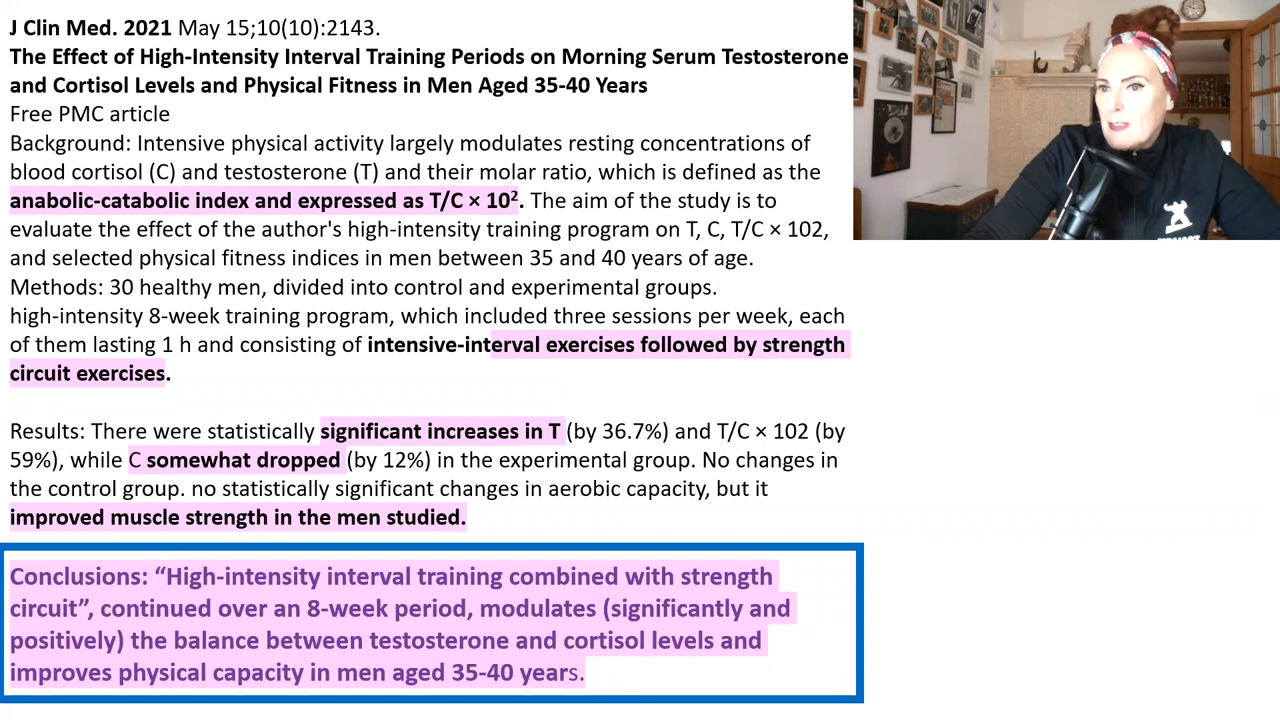 J Clin Med. 2021 May 15;10(10):2143.
The Effect of High-Intensity Interval Training Periods on Morning Serum Testosterone
and Cortisol Levels and Physical Fitness in Men Aged 35-40 Years
Free PMC article
Background: Intensive physical activity largely modulates resting concentrations of
blood cortisol (C) and testosterone (T) and their molar ratio, which is defined as the
anabolic-catabolic index and expressed as T/C × 10². The aim of the study is to
evaluate the effect of the author's high-intensity training program on T, C, T/C × 102,
and selected physical fitness indices in men between 35 and 40 years of age.
Methods: 30 healthy men, divided into control and experimental groups.
high-intensity 8-week training program, which included three sessions per week, each
of them lasting 1 h and consisting of intensive-interval exercises followed by strength
circuit exercises.
Results: There were statistically significant increases in T (by 36.7%) and T/C × 102 (by
59%), while C somewhat dropped (by 12%) in the experimental group. No changes in
the control group. no statistically significant changes in aerobic capacity, but it
improved muscle strength in the men studied.
Conclusions: “High-intensity interval training combined with strength
circuit”, continued over an 8-week period, modulates (significantly and
positively) the balance between testosterone and cortisol levels and
improves physical capacity in men aged 35-40 years.